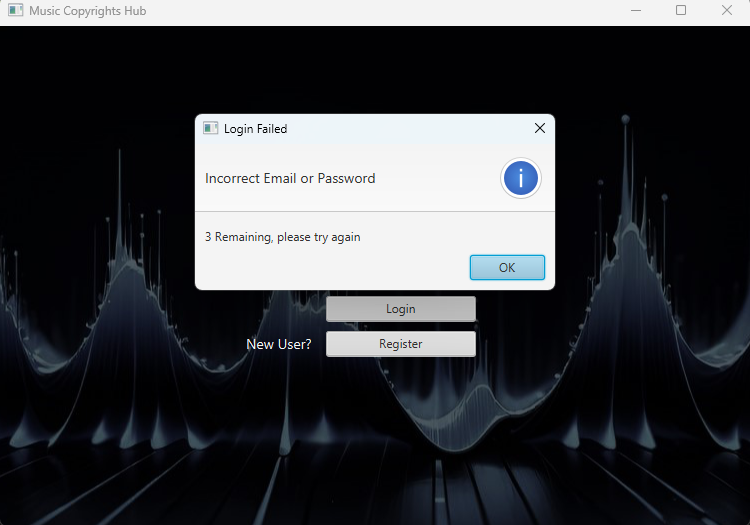 Music Copyrights Hub
Login Failed
Incorrect Email or Password
3 Remaining, please try again
OK
Login
New User?
Register